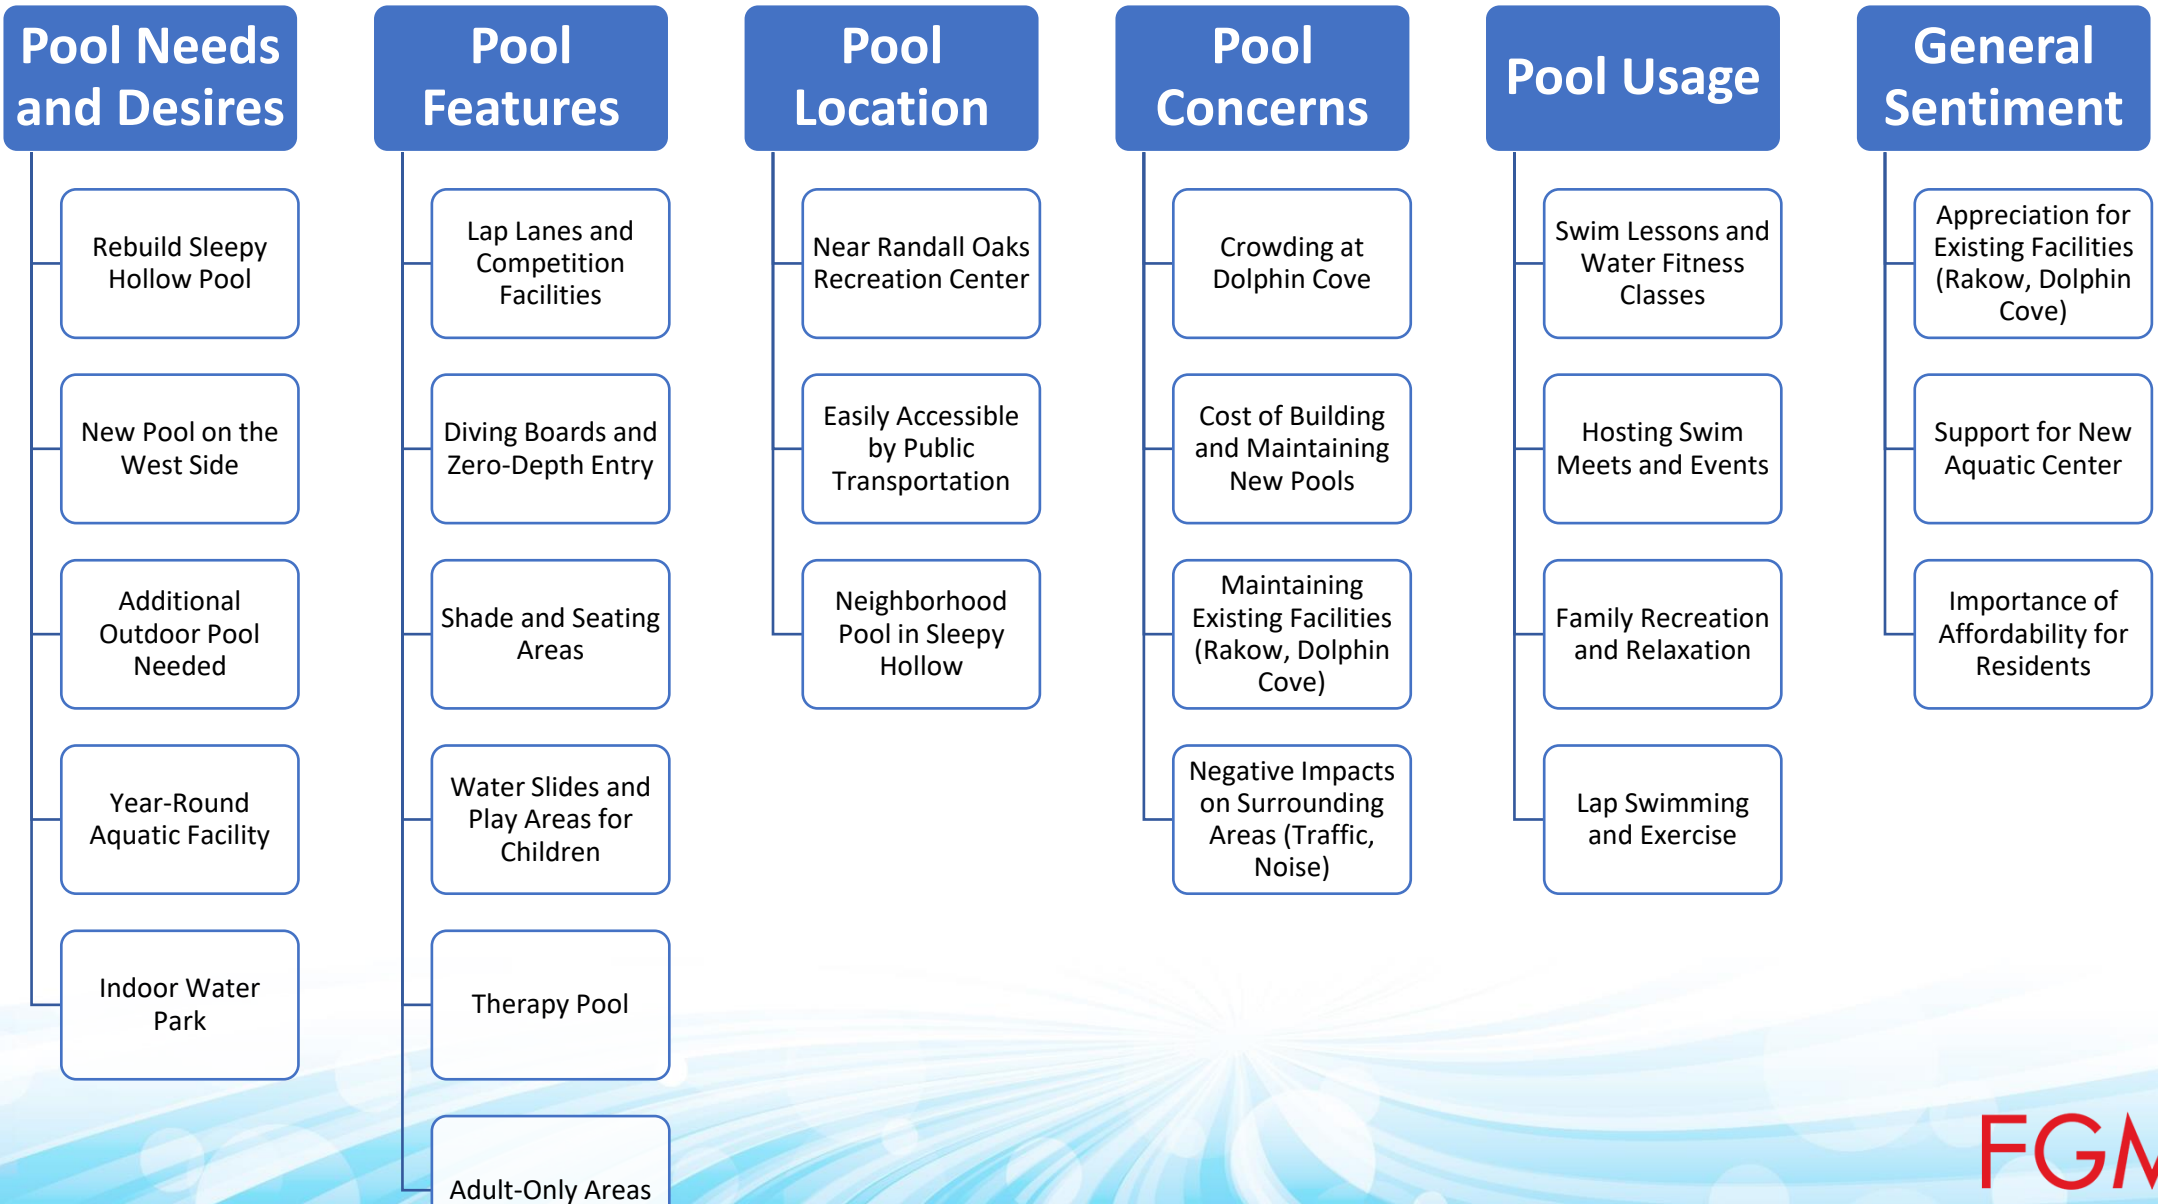 Pool Needs
and Desires
Rebuild Sleepy
Hollow Pool
New Pool on the
West Side
Additional
Outdoor Pool
Needed
Year-Round
Aquatic Facility
Indoor Water
Park
Pool
Features
Lap Lanes and
Competition
Facilities
Diving Boards and
Zero-Depth Entry
Shade and Seating
Areas
Water Slides and
Play Areas for
Children
Therapy Pool
Adult-Only Areas
Pool
Location
Near Randall Oaks
Recreation Center
Easily Accessible
by Public
Transportation
Neighborhood
Pool in Sleepy
Hollow
Pool
Concerns
Crowding at
Dolphin Cove
Cost of Building
and Maintaining
New Pools
Maintaining
Existing Facilities
(Rakow, Dolphin
Cove)
Negative Impacts
on Surrounding
Areas (Traffic,
Noise)
Pool Usage
Swim Lessons and
Water Fitness
Classes
Hosting Swim
Meets and Events
Family Recreation
and Relaxation
Lap Swimming
and Exercise
General
Sentiment
Appreciation for
Existing Facilities
(Rakow, Dolphin
Cove)
Support for New
Aquatic Center
Importance of
Affordability for
Residents
FGM